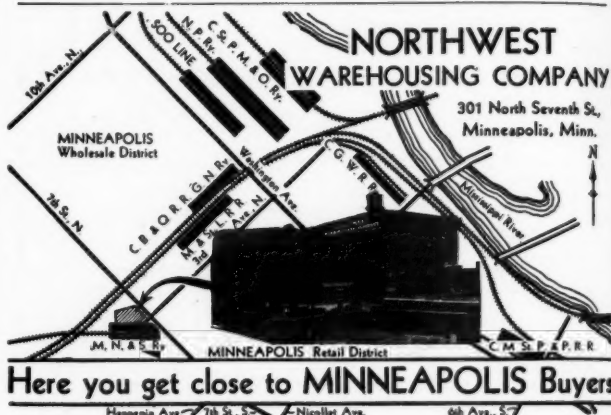 NORTHWEST
WAREHOUSING COMPANY
301 North Seventh St,
Minneapolis, Minn.
N
SOO LINE
N. P. Ry.
C. St. P. M. & O. Ry.
10th Ave., N.
MINNEAPOLIS
Wholesale District
Washington Ave.
C. G. W. R. R.
Mississippi River
7th St., N
C. B & Q R. R. G. N. Ry
M. & St. L. R. R.
3rd Ave., N.
M., N. & S. Ry
MINNEAPOLIS Retail District
C. M. St. P. & P. R. R.
Here you get close to MINNEAPOLIS Buyers
Hennepin Ave
7th St., S
Nicollet Ave.
6th Ave., S